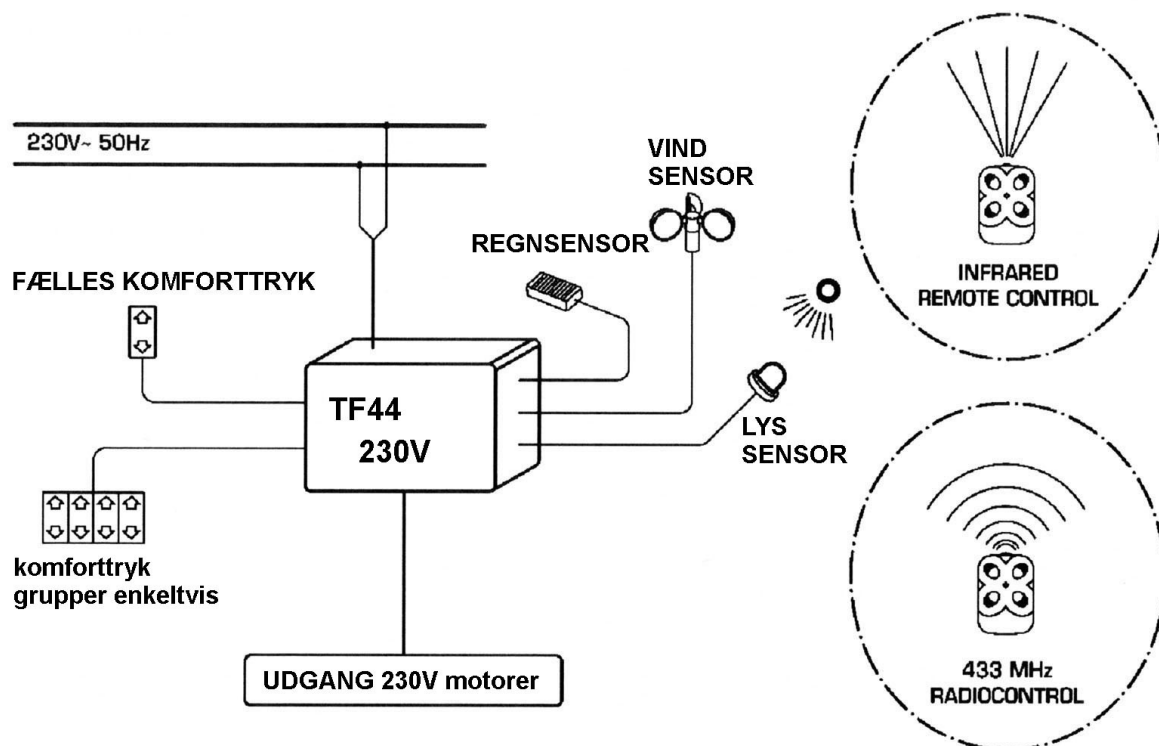 230V~ 50Hz
VIND
SENSOR
REGNSENSOR
FÆLLES KOMFORTTRYK
INFRARED
REMOTE CONTROL
TF44
230V
LYS
SENSOR
komforttryk
grupper enkeltvis
UDGANG 230V motorer
433 MHz
RADIOCONTROL